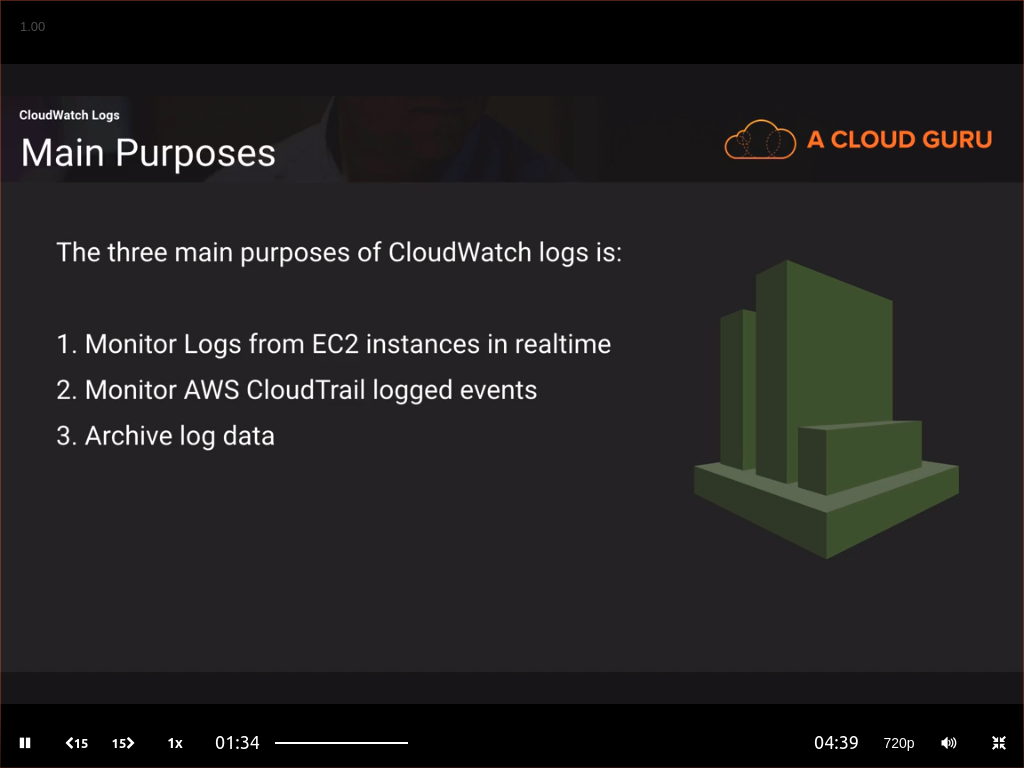 1.00
CloudWatch Logs
Main Purposes
A CLOUD GURU
The three main purposes of CloudWatch logs is:
1. Monitor Logs from EC2 instances in realtime
2. Monitor AWS CloudTrail logged events
3. Archive log data
15 15 1x 01:34 04:39 720p